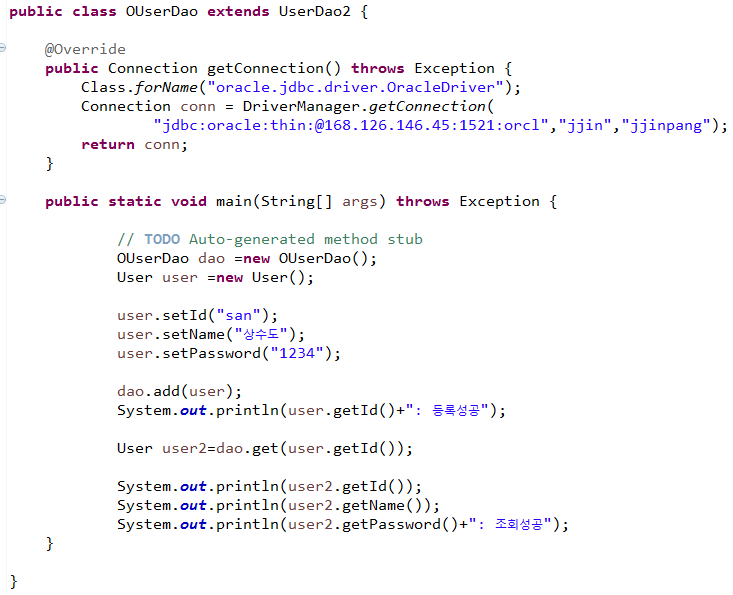 public class OUserDao extends UserDao2 {
@Override
public Connection getConnection() throws Exception {
Class.forName("oracle.jdbc.driver.OracleDriver");
Connection conn = DriverManager.getConnection(
"jdbc:oracle:thin:@168.126.146.45:1521:orcl","jjin","jjinpang");
return conn;
}
public static void main(String[] args) throws Exception {
// TODO Auto-generated method stub
OUserDao dao =new OUserDao();
User user =new User();
user.setId("san");
user.setName("상수도");
user.setPassword("1234");
dao.add(user);
System.out.println(user.getId()+": 등록성공");
User user2=dao.get(user.getId());
System.out.println(user2.getId());
System.out.println(user2.getName());
System.out.println(user2.getPassword()+": 조회성공");
}
}